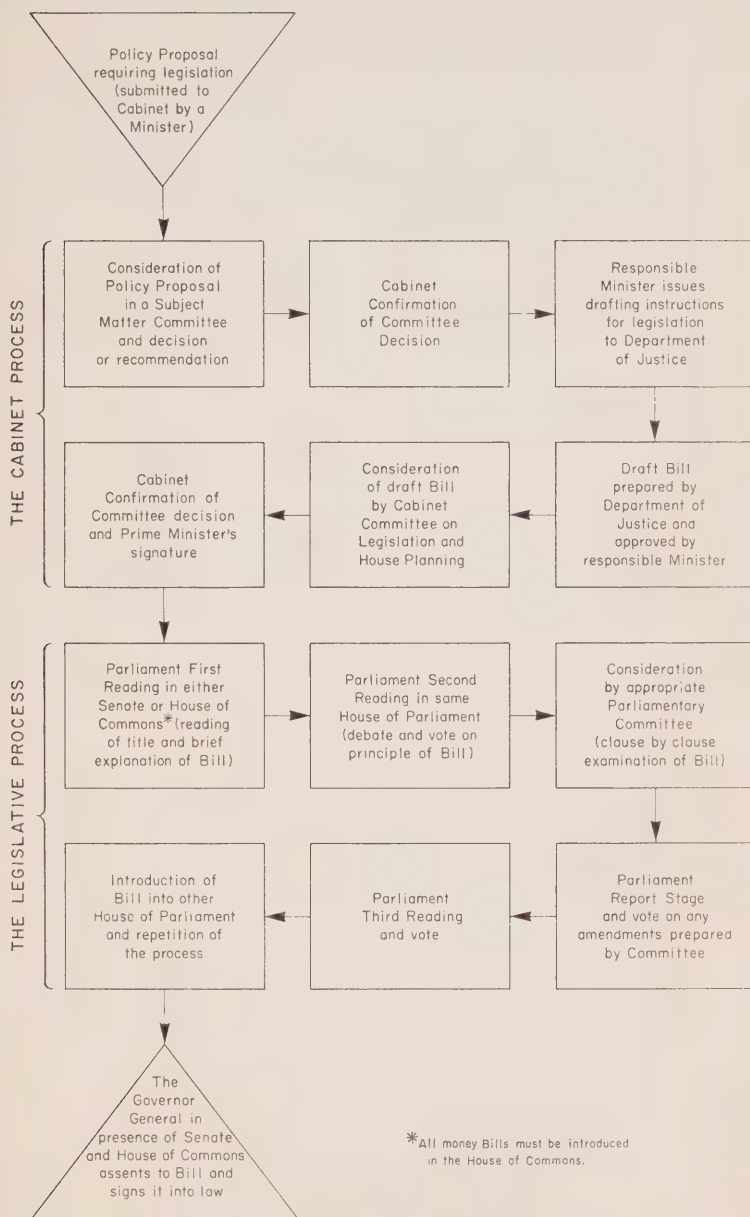 Policy Proposal
requiring legislation
(submitted to
Cabinet by a
Minister)
THE CABINET PROCESS
Consideration of
Policy Proposal
in a Subject
Matter Committee
and decision
or recommendation
Cabinet
Confirmation
of Committee
Decision
Responsible
Minister issues
drafting instructions
for legislation
to Department
of Justice
Draft Bill
prepared by
Department of
Justice and
approved by
responsible Minister
Consideration
of draft Bill
by Cabinet
Committee on
Legislation and
House Planning
Cabinet
Confirmation of
Committee decision
and Prime Minister's
signature
THE LEGISLATIVE PROCESS
Parliament First
Reading in either
Senate or House of
Commons* (reading
of title and brief
explanation of Bill)
Parliament Second
Reading in same
House of Parliament
(debate and vote on
principle of Bill)
Consideration
by appropriate
Parliamentary
Committee
(clause by clause
examination of Bill)
Parliament
Report Stage
and vote on any
amendments prepared
by Committee
Parliament
Third Reading
and vote
Introduction of
Bill into other
House of Parliament
and repetition of
the process
The
Governor
General in
presence of Senate
and House of Commons
assents to Bill and
signs it into law
*All money Bills must be introduced
in the House of Commons.